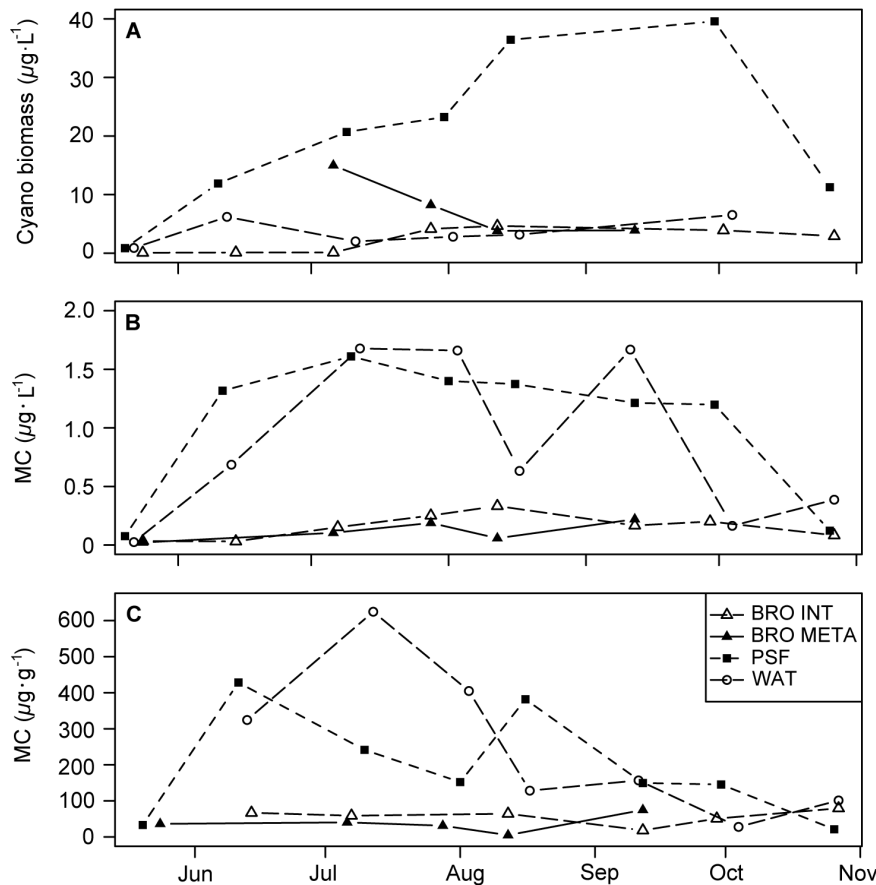 A
Cyano biomass (µg·L⁻¹)
40
30
20
10
0
B
MC (µg·L⁻¹)
2.0
1.5
1.0
0.5
0
C
MC (µg·g⁻¹)
600
500
400
300
200
100
0
BRO INT
BRO META
PSF
WAT
Jun Jul Aug Sep Oct Nov